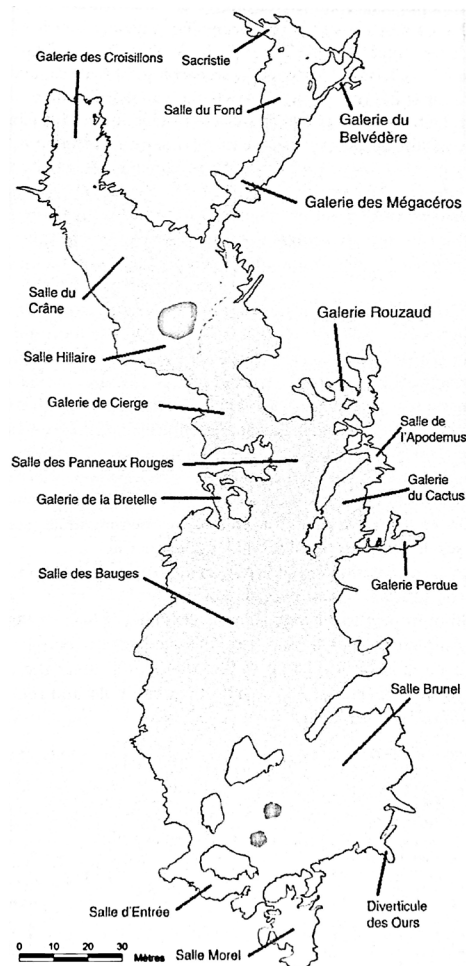 Sacristie
Galerie des Croisillons
Salle du Fond
Galerie du
Belvédère
Galerie des Mégacéros
Salle du
Crâne
Galerie Rouzaud
Salle Hillaire
Galerie de Cierge
Salle de
l'Apodemus
Salle des Panneaux Rouges
Galerie
du Cactus
Galerie de la Bretelle
Salle des Bauges
Galerie Perdue
Salle Brunel
Salle d'Entrée
Diverticule
des Ours
Salle Morel
0 10 20 30
Mètres